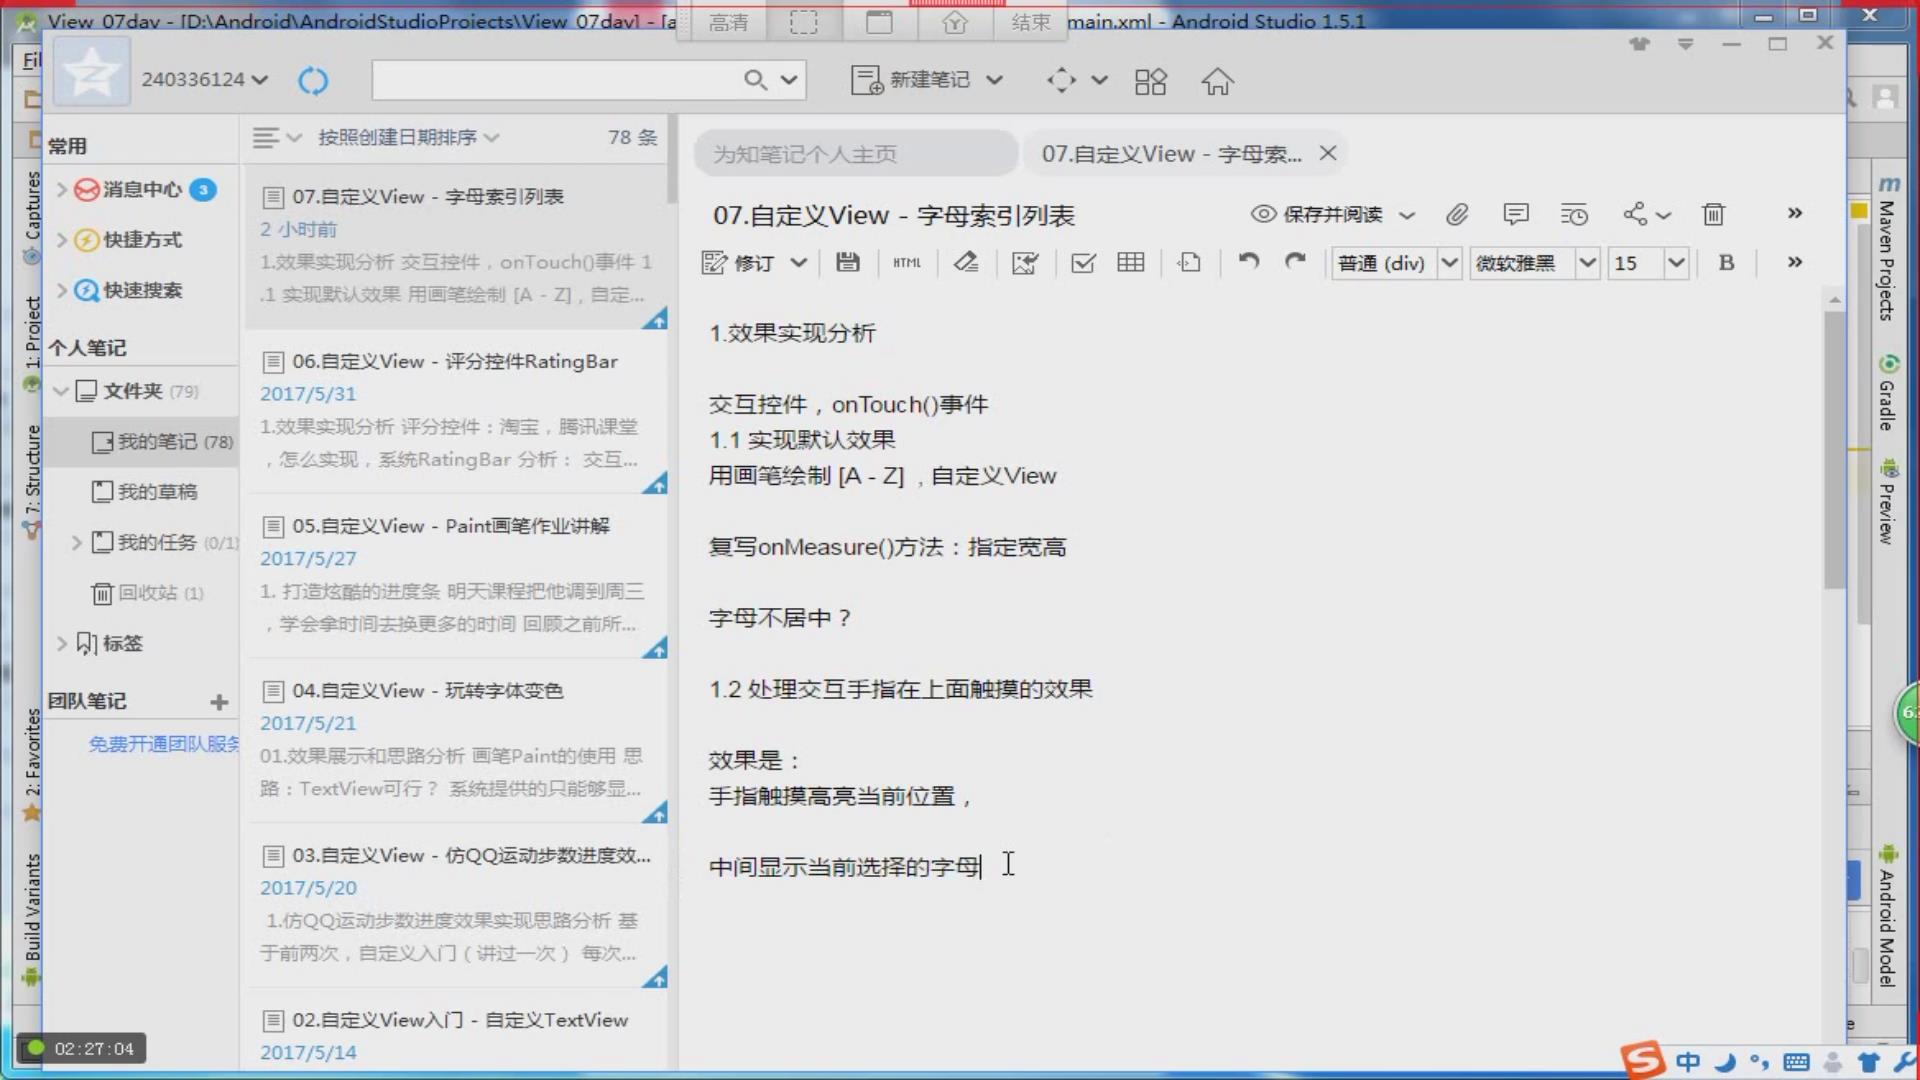 View_07day - [D:\Android\AndroidStudioProjects\View_07day] - [a
高清
结束
main.xml - Android Studio 1.5.1
240336124
新建笔记
常用
消息中心 3
快捷方式
快速搜索
个人笔记
文件夹 (79)
我的笔记 (78)
我的草稿
我的任务 (0/1)
回收站 (1)
标签
团队笔记
免费开通团队服务
按照创建日期排序
78 条
07.自定义View - 字母索引列表
2 小时前
1.效果实现分析 交互控件，onTouch()事件 1
.1 实现默认效果 用画笔绘制 [A - Z]，自定...
06.自定义View - 评分控件RatingBar
2017/5/31
1.效果实现分析 评分控件：淘宝，腾讯课堂
，怎么实现，系统RatingBar 分析： 交互...
05.自定义View - Paint画笔作业讲解
2017/5/27
1. 打造炫酷的进度条 明天课程把他调到周三
，学会拿时间去换更多的时间 回顾之前所...
04.自定义View - 玩转字体变色
2017/5/21
01.效果展示和思路分析 画笔Paint的使用 思
路：TextView可行？ 系统提供的只能够显...
03.自定义View - 仿QQ运动步数进度效...
2017/5/20
1.仿QQ运动步数进度效果实现思路分析 基
于前两次，自定义入门（讲过一次） 每次...
02.自定义View入门 - 自定义TextView
2017/5/14
为知笔记个人主页
07.自定义View - 字母索...
07.自定义View - 字母索引列表
保存并阅读
修订
HTML
普通 (div)
微软雅黑
15
B
1.效果实现分析
交互控件，onTouch()事件
1.1 实现默认效果
用画笔绘制 [A - Z] ，自定义View
复写onMeasure()方法：指定宽高
字母不居中？
1.2 处理交互手指在上面触摸的效果
效果是：
手指触摸高亮当前位置，
中间显示当前选择的字母
Captures
1: Project
7: Structure
2: Favorites
Build Variants
Maven Projects
Gradle
Preview
Android Model
02:27:04
中